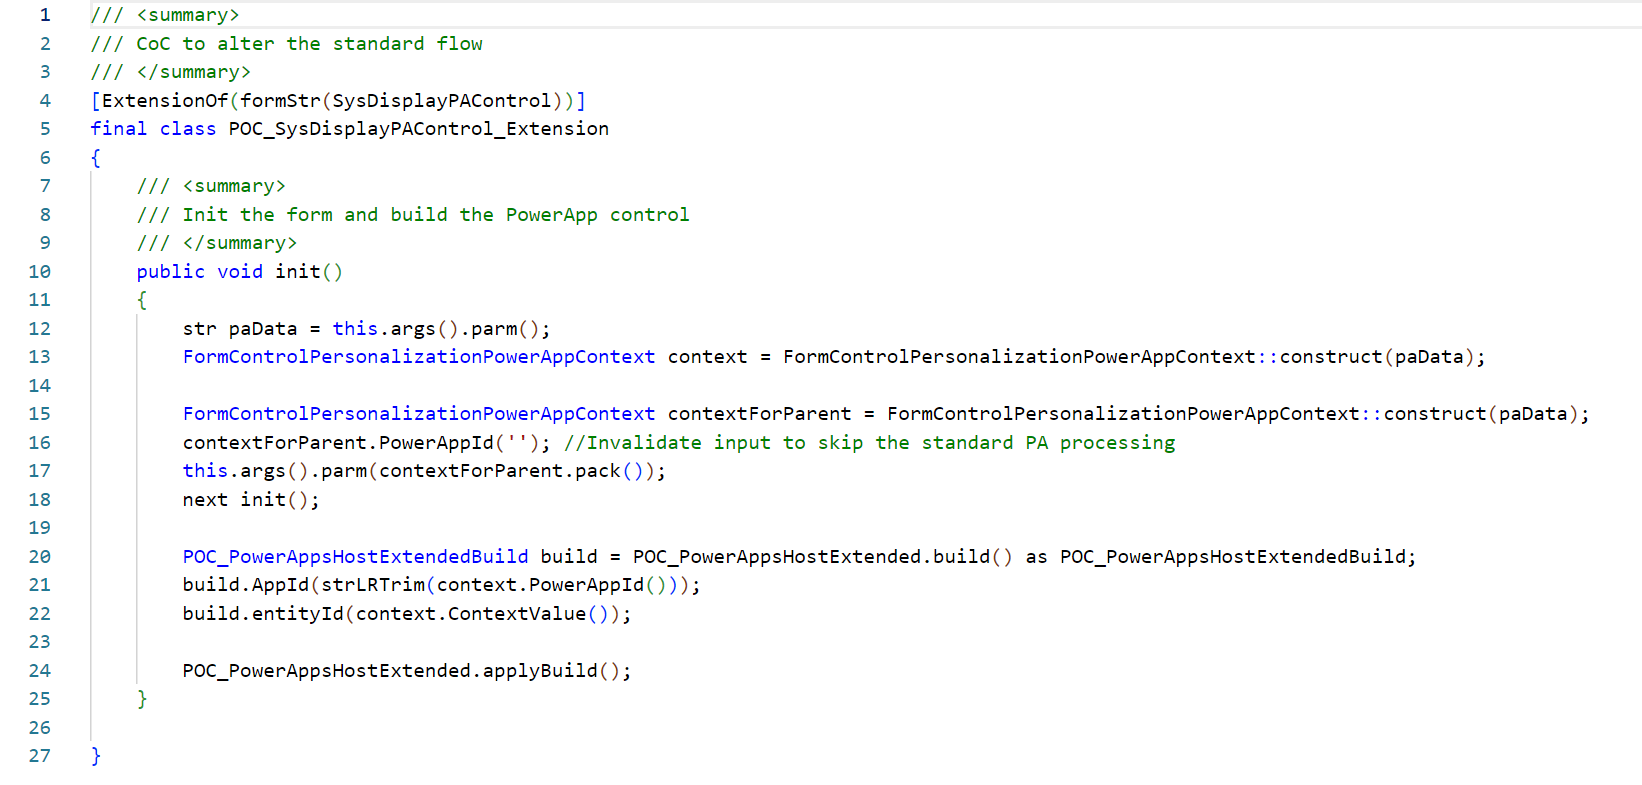 1 /// <summary>
2 /// CoC to alter the standard flow
3 /// </summary>
4 [ExtensionOf(formStr(SysDisplayPAControl))]
5 final class POC_SysDisplayPAControl_Extension
6 {
7 /// <summary>
8 /// Init the form and build the PowerApp control
9 /// </summary>
10 public void init()
11 {
12 str paData = this.args().parm();
13 FormControlPersonalizationPowerAppContext context = FormControlPersonalizationPowerAppContext::construct(paData);
14
15 FormControlPersonalizationPowerAppContext contextForParent = FormControlPersonalizationPowerAppContext::construct(paData);
16 contextForParent.PowerAppId(''); //Invalidate input to skip the standard PA processing
17 this.args().parm(contextForParent.pack());
18 next init();
19
20 POC_PowerAppsHostExtendedBuild build = POC_PowerAppsHostExtended.build() as POC_PowerAppsHostExtendedBuild;
21 build.AppId(strLRTrim(context.PowerAppId()));
22 build.entityId(context.ContextValue());
23
24 POC_PowerAppsHostExtended.applyBuild();
25 }
26
27 }